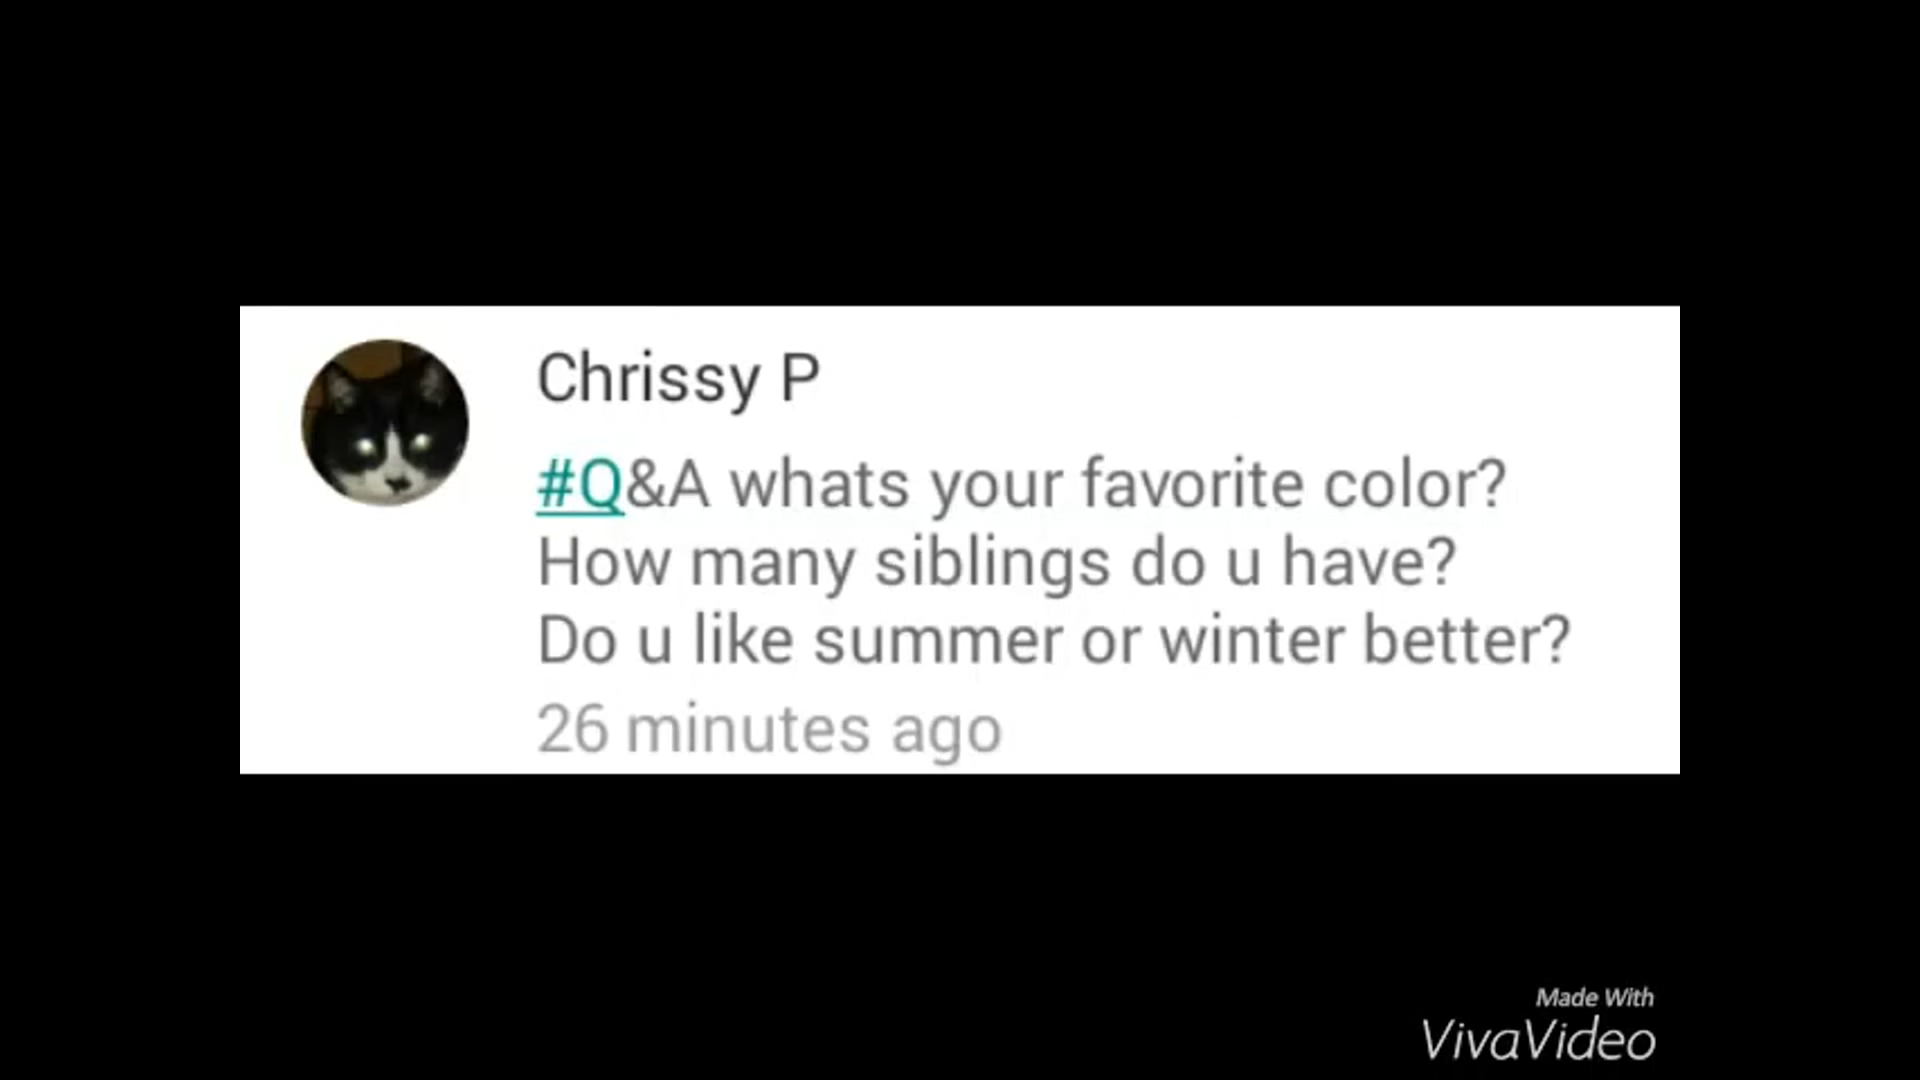 Chrissy P
#Q&A whats your favorite color?
How many siblings do u have?
Do u like summer or winter better?
26 minutes ago
Made With
VivaVideo